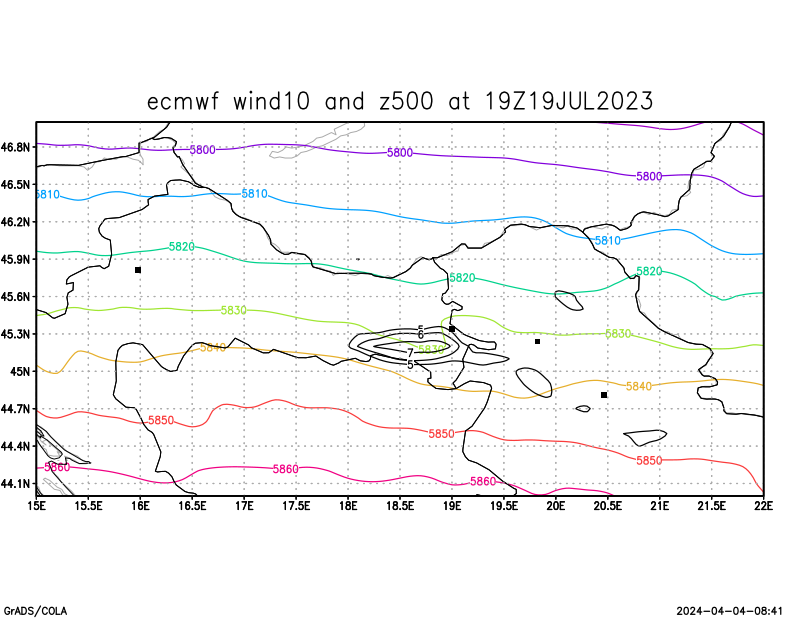 ecmwf wind10 and z500 at 19Z19JUL2023
46.8N
5800
5800
5800
46.5N
5810
5810
46.2N
5810
5820
45.9N
5820
5820
45.6N
5830
45.3N
5
6
5830
5840
5830
7
45N
5
5840
44.7N
5850
5850
44.4N
5850
5860
5860
44.1N
5860
15E 15.5E 16E 16.5E 17E 17.5E 18E 18.5E 19E 19.5E 20E 20.5E 21E 21.5E 22E
GrADS/COLA 2024-04-04-08:41